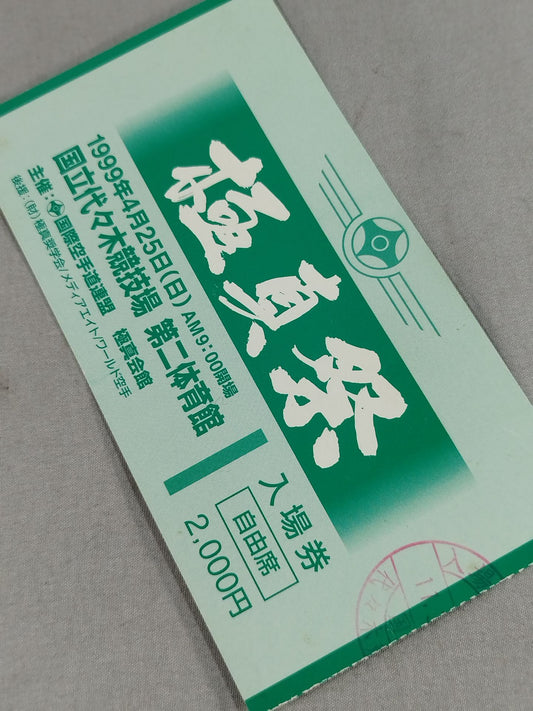 極真祭
1999年4月25日(日)AM9:00開場
国立代々木競技場 第二体育館
主催:国際空手道連盟 極真会館
後援:(財)極真奨学会/メディアエイト/ワールド空手
入場券
自由席
2,000円